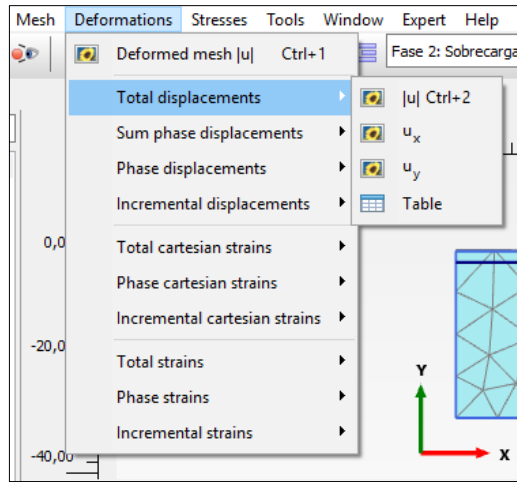 Mesh Deformations Stresses Tools Window Expert Help
Deformed mesh |u| Ctrl+1
Fase 2: Sobrecarga
Total displacements
|u| Ctrl+2
Sum phase displacements
u_x
Phase displacements
u_y
Incremental displacements
Table
Total cartesian strains
0,0
Phase cartesian strains
Incremental cartesian strains
-20,0
Total strains
Y
Phase strains
Incremental strains
-40,00
X